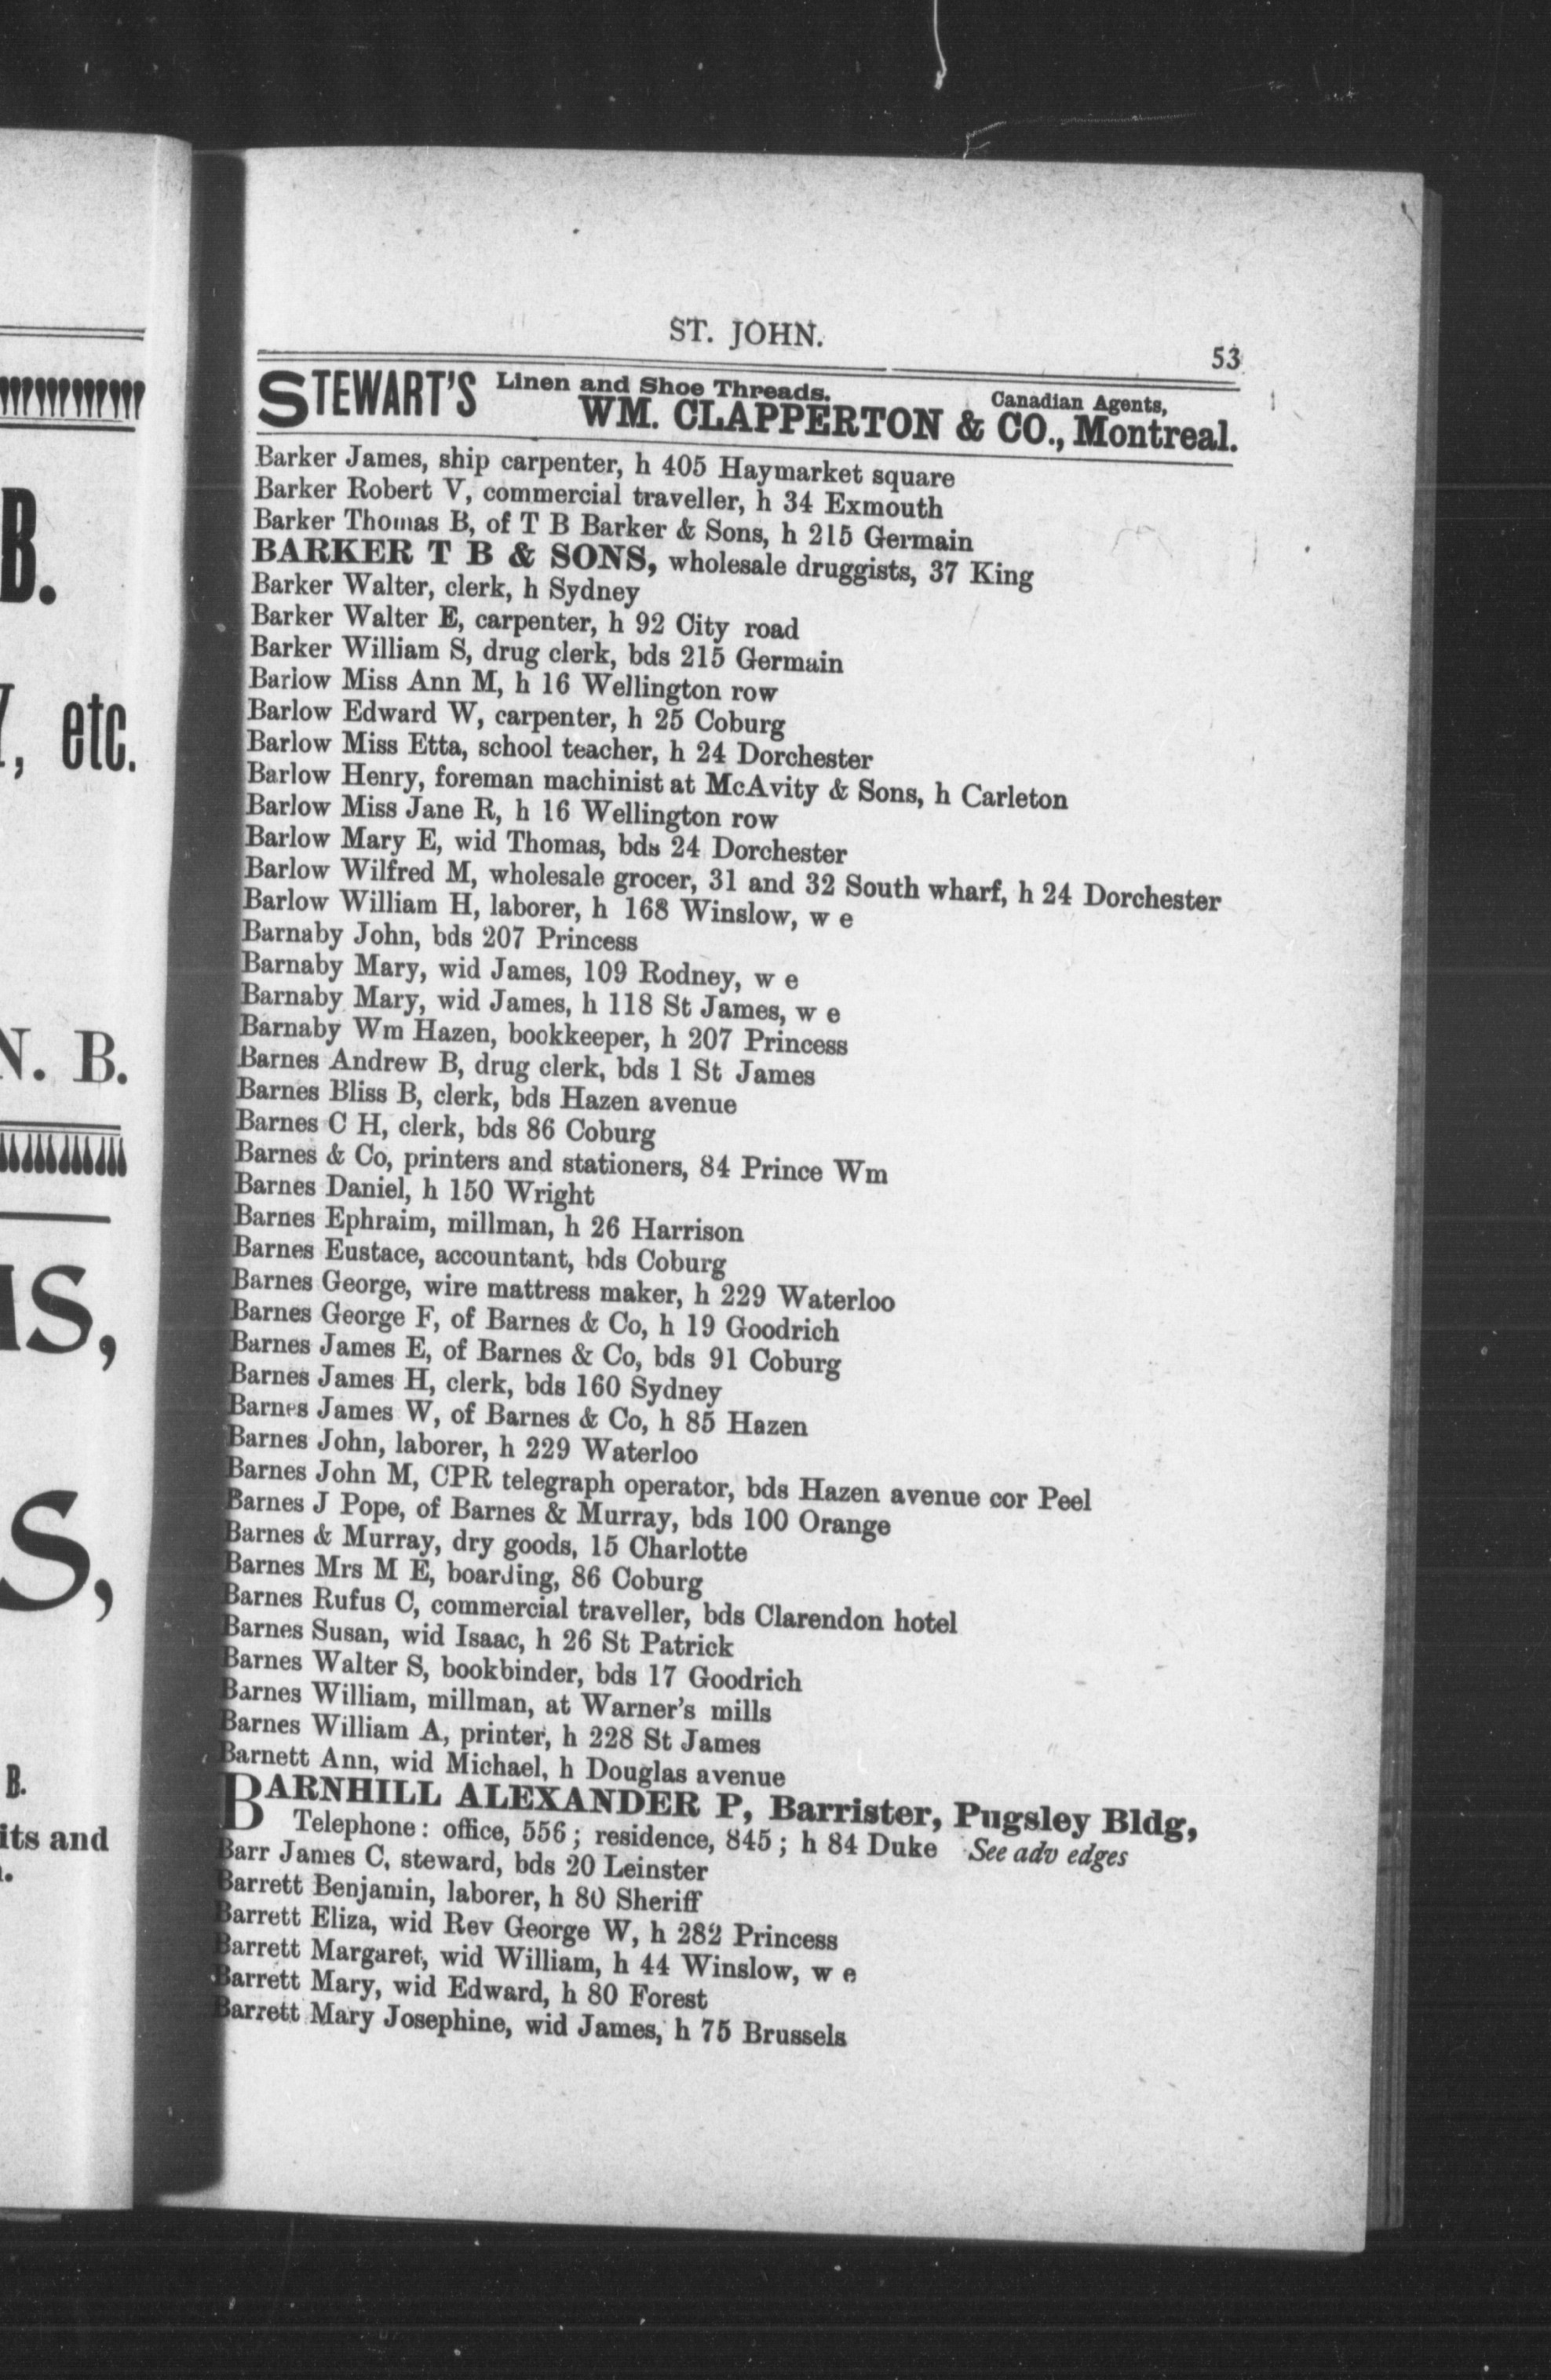 B.
, etc.
N. B.
S,
S,
B.
its and
ST. JOHN.
53
STEWART'S Linen and Shoe Threads. Canadian Agents,
WM. CLAPPERTON & CO., Montreal.
Barker James, ship carpenter, h 405 Haymarket square
Barker Robert V, commercial traveller, h 34 Exmouth
Barker Thomas B, of T B Barker & Sons, h 215 Germain
BARKER T B & SONS, wholesale druggists, 37 King
Barker Walter, clerk, h Sydney
Barker Walter E, carpenter, h 92 City road
Barker William S, drug clerk, bds 215 Germain
Barlow Miss Ann M, h 16 Wellington row
Barlow Edward W, carpenter, h 25 Coburg
Barlow Miss Etta, school teacher, h 24 Dorchester
Barlow Henry, foreman machinist at McAvity & Sons, h Carleton
Barlow Miss Jane R, h 16 Wellington row
Barlow Mary E, wid Thomas, bds 24 Dorchester
Barlow Wilfred M, wholesale grocer, 31 and 32 South wharf, h 24 Dorchester
Barlow William H, laborer, h 168 Winslow, w e
Barnaby John, bds 207 Princess
Barnaby Mary, wid James, 109 Rodney, w e
Barnaby Mary, wid James, h 118 St James, w e
Barnaby Wm Hazen, bookkeeper, h 207 Princess
Barnes Andrew B, drug clerk, bds 1 St James
Barnes Bliss B, clerk, bds Hazen avenue
Barnes C H, clerk, bds 86 Coburg
Barnes & Co, printers and stationers, 84 Prince Wm
Barnes Daniel, h 150 Wright
Barnes Ephraim, millman, h 26 Harrison
Barnes Eustace, accountant, bds Coburg
Barnes George, wire mattress maker, h 229 Waterloo
Barnes George F, of Barnes & Co, h 19 Goodrich
Barnes James E, of Barnes & Co, bds 91 Coburg
Barnes James H, clerk, bds 160 Sydney
Barnes James W, of Barnes & Co, h 85 Hazen
Barnes John, laborer, h 229 Waterloo
Barnes John M, CPR telegraph operator, bds Hazen avenue cor Peel
Barnes J Pope, of Barnes & Murray, bds 100 Orange
Barnes & Murray, dry goods, 15 Charlotte
Barnes Mrs M E, boarding, 86 Coburg
Barnes Rufus C, commercial traveller, bds Clarendon hotel
Barnes Susan, wid Isaac, h 26 St Patrick
Barnes Walter S, bookbinder, bds 17 Goodrich
Barnes William, millman, at Warner's mills
Barnes William A, printer, h 228 St James
Barnett Ann, wid Michael, h Douglas avenue
BARNHILL ALEXANDER P, Barrister, Pugsley Bldg,
Telephone: office, 556; residence, 845; h 84 Duke See adv edges
Barr James C, steward, bds 20 Leinster
Barrett Benjamin, laborer, h 80 Sheriff
Barrett Eliza, wid Rev George W, h 282 Princess
Barrett Margaret, wid William, h 44 Winslow, w e
Barrett Mary, wid Edward, h 80 Forest
Barrett Mary Josephine, wid James, h 75 Brussels